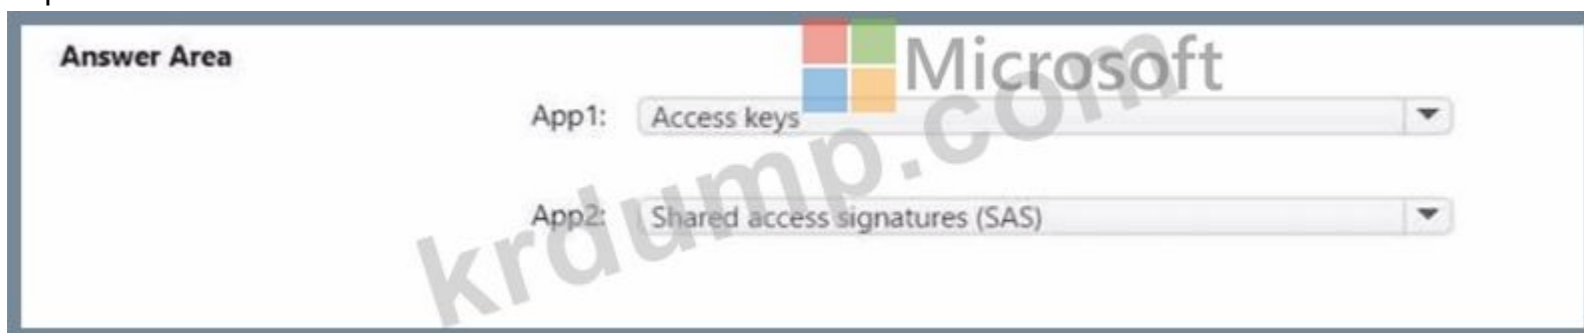 Answer Area
Microsoft
App1: Access keys
App2: Shared access signatures (SAS)
krdump.com